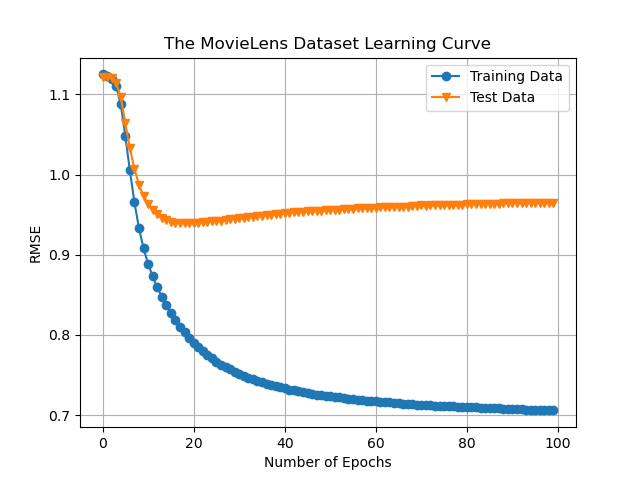 The MovieLens Dataset Learning Curve
Training Data
Test Data
1.1
1.0
0.9
0.8
0.7
RMSE
0 20 40 60 80 100
Number of Epochs